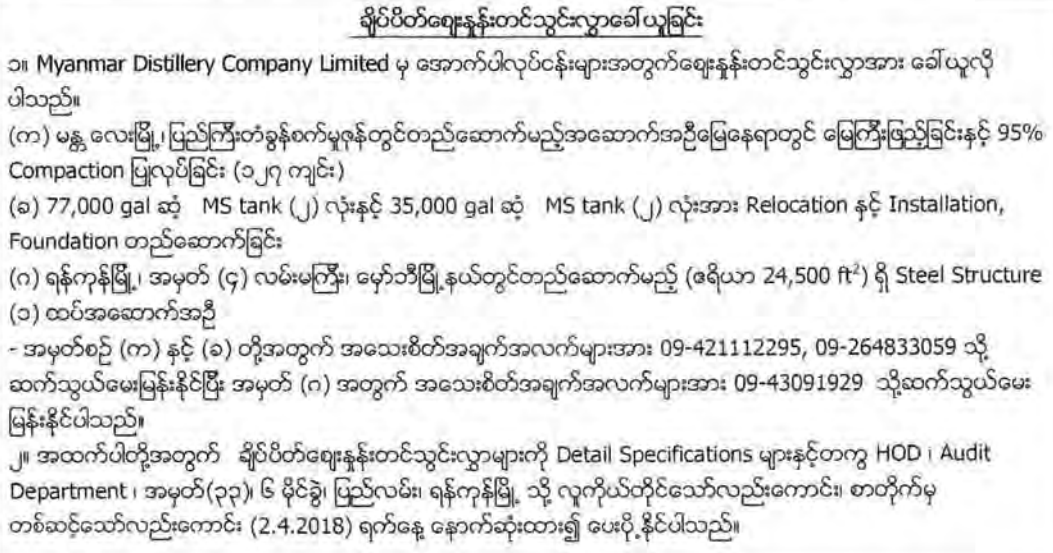 ချိပ်ပိတ်ဈေးနှုန်းတင်သွင်းလွှာခေါ်ယူခြင်း
၁။ Myanmar Distillery Company Limited မှ အောက်ပါလုပ်ငန်းများအတွက်ဈေးနှုန်းတင်သွင်းလွှာအား ခေါ်ယူလို
ပါသည်။
(က) မန္တလေးမြို့၊ ပြည်ကြီးတံခွန်စက်မှုဇုန်တွင်တည်ဆောက်မည့်အဆောက်အဦမြေနေရာတွင် မြေကြီးဖြည့်ခြင်းနှင့် 95%
Compaction ပြုလုပ်ခြင်း (၁၂၇ ကျင်း)
(ခ) 77,000 gal ဆံ့ MS tank (၂) လုံးနှင့် 35,000 gal ဆံ့ MS tank (၂) လုံးအား Relocation နှင့် Installation,
Foundation တည်ဆောက်ခြင်း
(ဂ) ရန်ကုန်မြို့၊ အမှတ် (၄) လမ်းမကြီး၊ မှော်ဘီမြို့နယ်တွင်တည်ဆောက်မည့် (ဧရိယာ 24,500 ft²) ရှိ Steel Structure
(၁) ထပ်အဆောက်အဦ
- အမှတ်စဉ် (က) နှင့် (ခ) တို့အတွက် အသေးစိတ်အချက်အလက်များအား 09-421112295, 09-264833059 သို့
ဆက်သွယ်မေးမြန်းနိုင်ပြီး အမှတ် (ဂ) အတွက် အသေးစိတ်အချက်အလက်များအား 09-43091929 သို့ဆက်သွယ်မေး
မြန်းနိုင်ပါသည်။
၂။ အထက်ပါတို့အတွက် ချိပ်ပိတ်ဈေးနှုန်းတင်သွင်းလွှာများကို Detail Specifications များနှင့်တကွ HOD ၊ Audit
Department ၊ အမှတ်(၃၃)၊ ၆ မိုင်ခွဲ၊ ပြည်လမ်း၊ ရန်ကုန်မြို့ သို့ လူကိုယ်တိုင်သော်လည်းကောင်း၊ စာတိုက်မှ
တစ်ဆင့်သော်လည်းကောင်း (2.4.2018) ရက်နေ့ နောက်ဆုံးထား၍ ပေးပို့နိုင်ပါသည်။